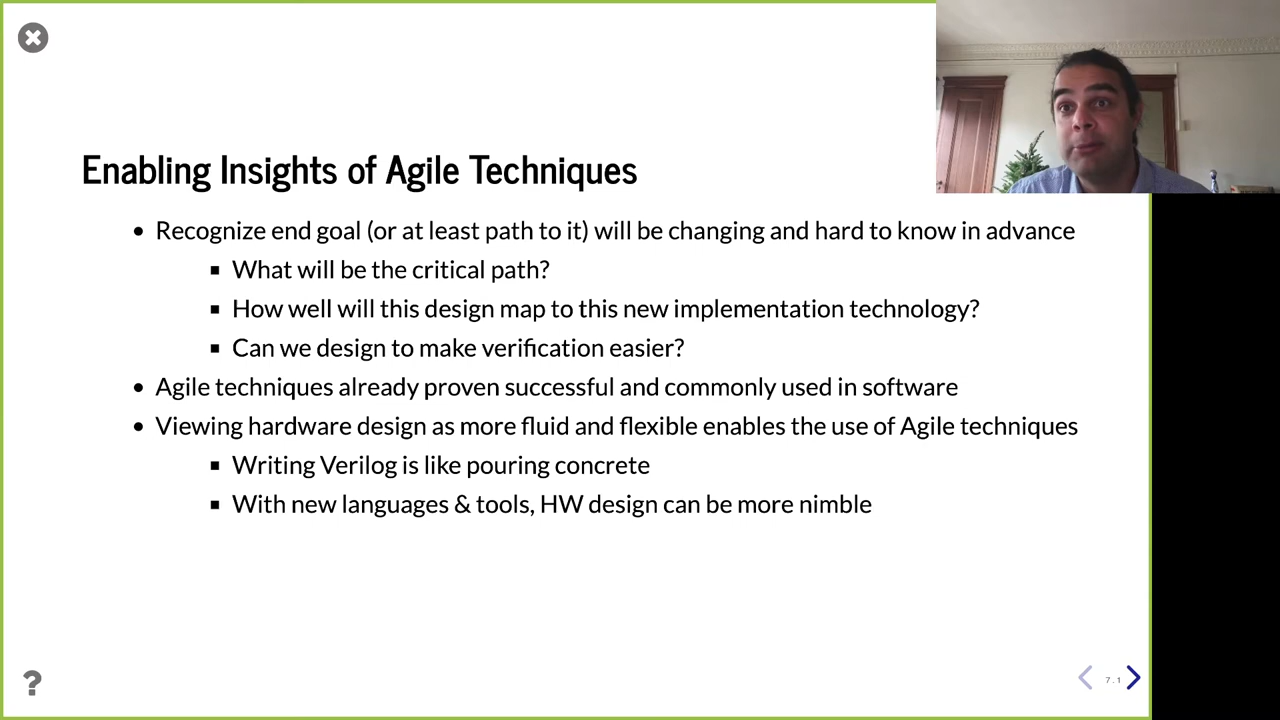 Enabling Insights of Agile Techniques
Recognize end goal (or at least path to it) will be changing and hard to know in advance
What will be the critical path?
How well will this design map to this new implementation technology?
Can we design to make verification easier?
Agile techniques already proven successful and commonly used in software
Viewing hardware design as more fluid and flexible enables the use of Agile techniques
Writing Verilog is like pouring concrete
With new languages & tools, HW design can be more nimble
?
7.1